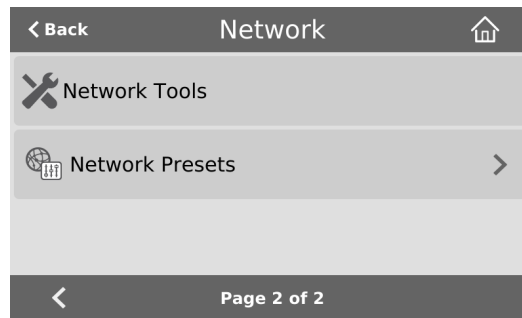 Back
Network
Network Tools
Network Presets
Page 2 of 2